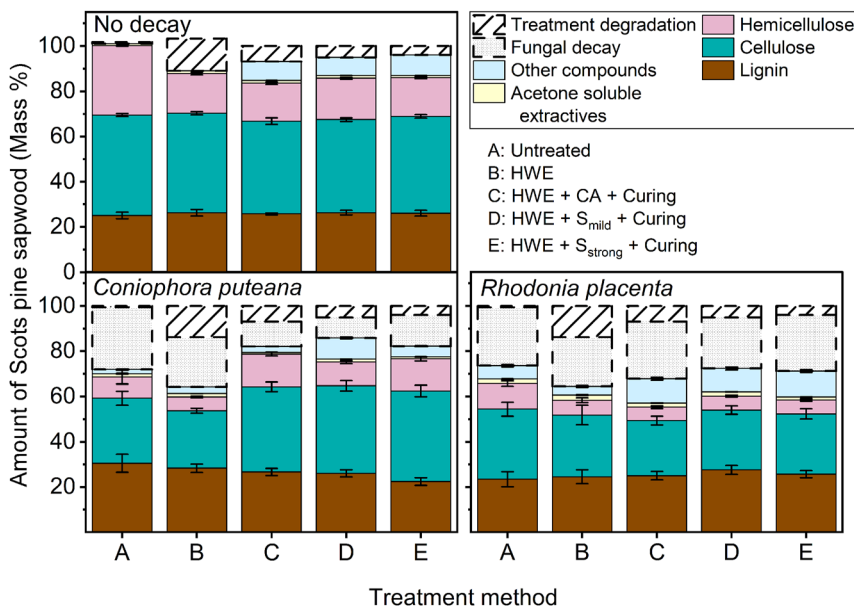 No decay
Treatment degradation
Fungal decay
Other compounds
Acetone soluble
extractives
Hemicellulose
Cellulose
Lignin
A: Untreated
B: HWE
C: HWE + CA + Curing
D: HWE + Smild + Curing
E: HWE + Sstrong + Curing
Amount of Scots pine sapwood (Mass %)
100
80
60
40
20
0
Coniophora puteana
100
80
60
40
20
A B C D E
Rhodonia placenta
A B C D E
Treatment method